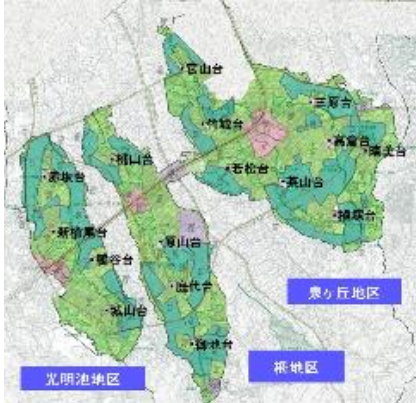 宮山台
竹城台
三原台
高倉台
若松台
茶山台
槇塚台
桃山台
赤坂台
新檜尾台
鴨谷台
原山台
庭代台
城山台
御池台
泉ヶ丘地区
栂地区
光明池地区